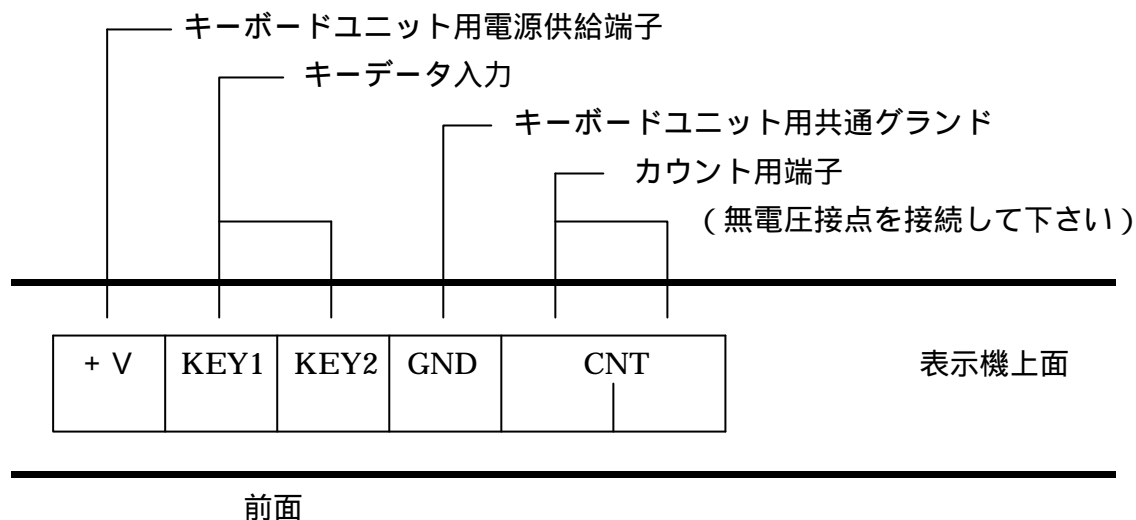 キーボードユニット用電源供給端子
キーデータ入力
キーボードユニット用共通グランド
カウント用端子
（無電圧接点を接続して下さい）
+ V KEY1 KEY2 GND CNT 表示機上面
前面